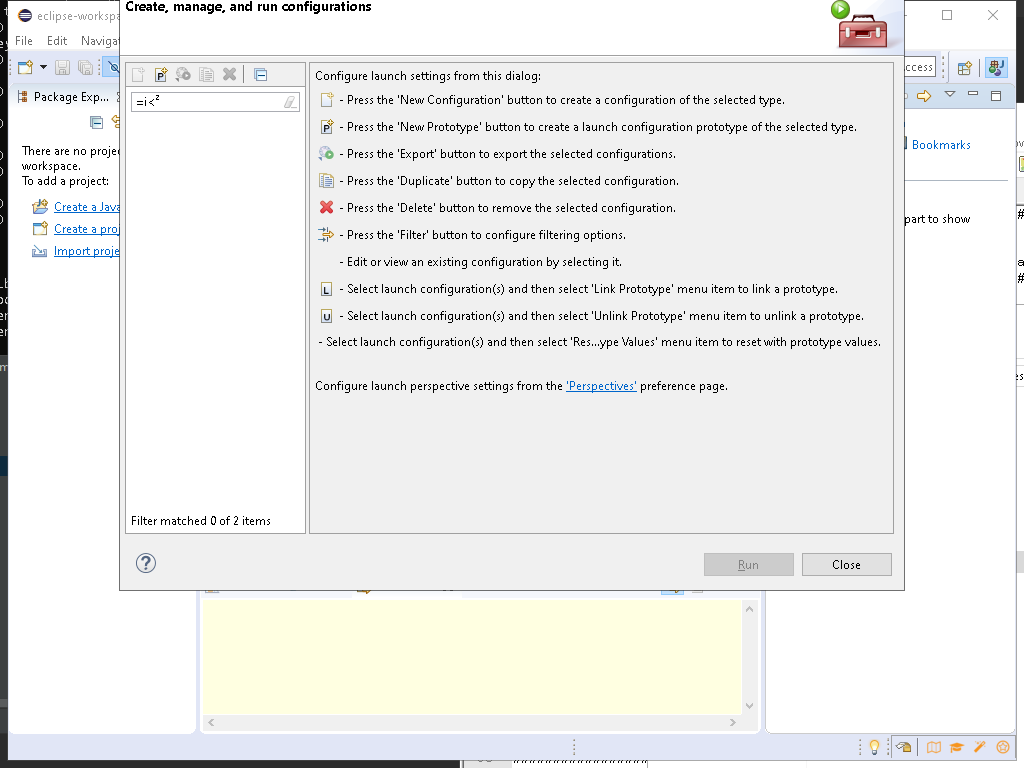 Create, manage, and run configurations
eclipse-workspa
File Edit Navigat
ccess
Package Exp...
=i<²
Configure launch settings from this dialog:
- Press the 'New Configuration' button to create a configuration of the selected type.
- Press the 'New Prototype' button to create a launch configuration prototype of the selected type.
- Press the 'Export' button to export the selected configurations.
- Press the 'Duplicate' button to copy the selected configuration.
- Press the 'Delete' button to remove the selected configuration.
- Press the 'Filter' button to configure filtering options.
- Edit or view an existing configuration by selecting it.
L - Select launch configuration(s) and then select 'Link Prototype' menu item to link a prototype.
U - Select launch configuration(s) and then select 'Unlink Prototype' menu item to unlink a prototype.
- Select launch configuration(s) and then select 'Res...ype Values' menu item to reset with prototype values.
Configure launch perspective settings from the 'Perspectives' preference page.
There are no projec
workspace.
To add a project:
Create a Java
Create a proj
Import proje
Bookmarks
part to show
Filter matched 0 of 2 items
Run
Close